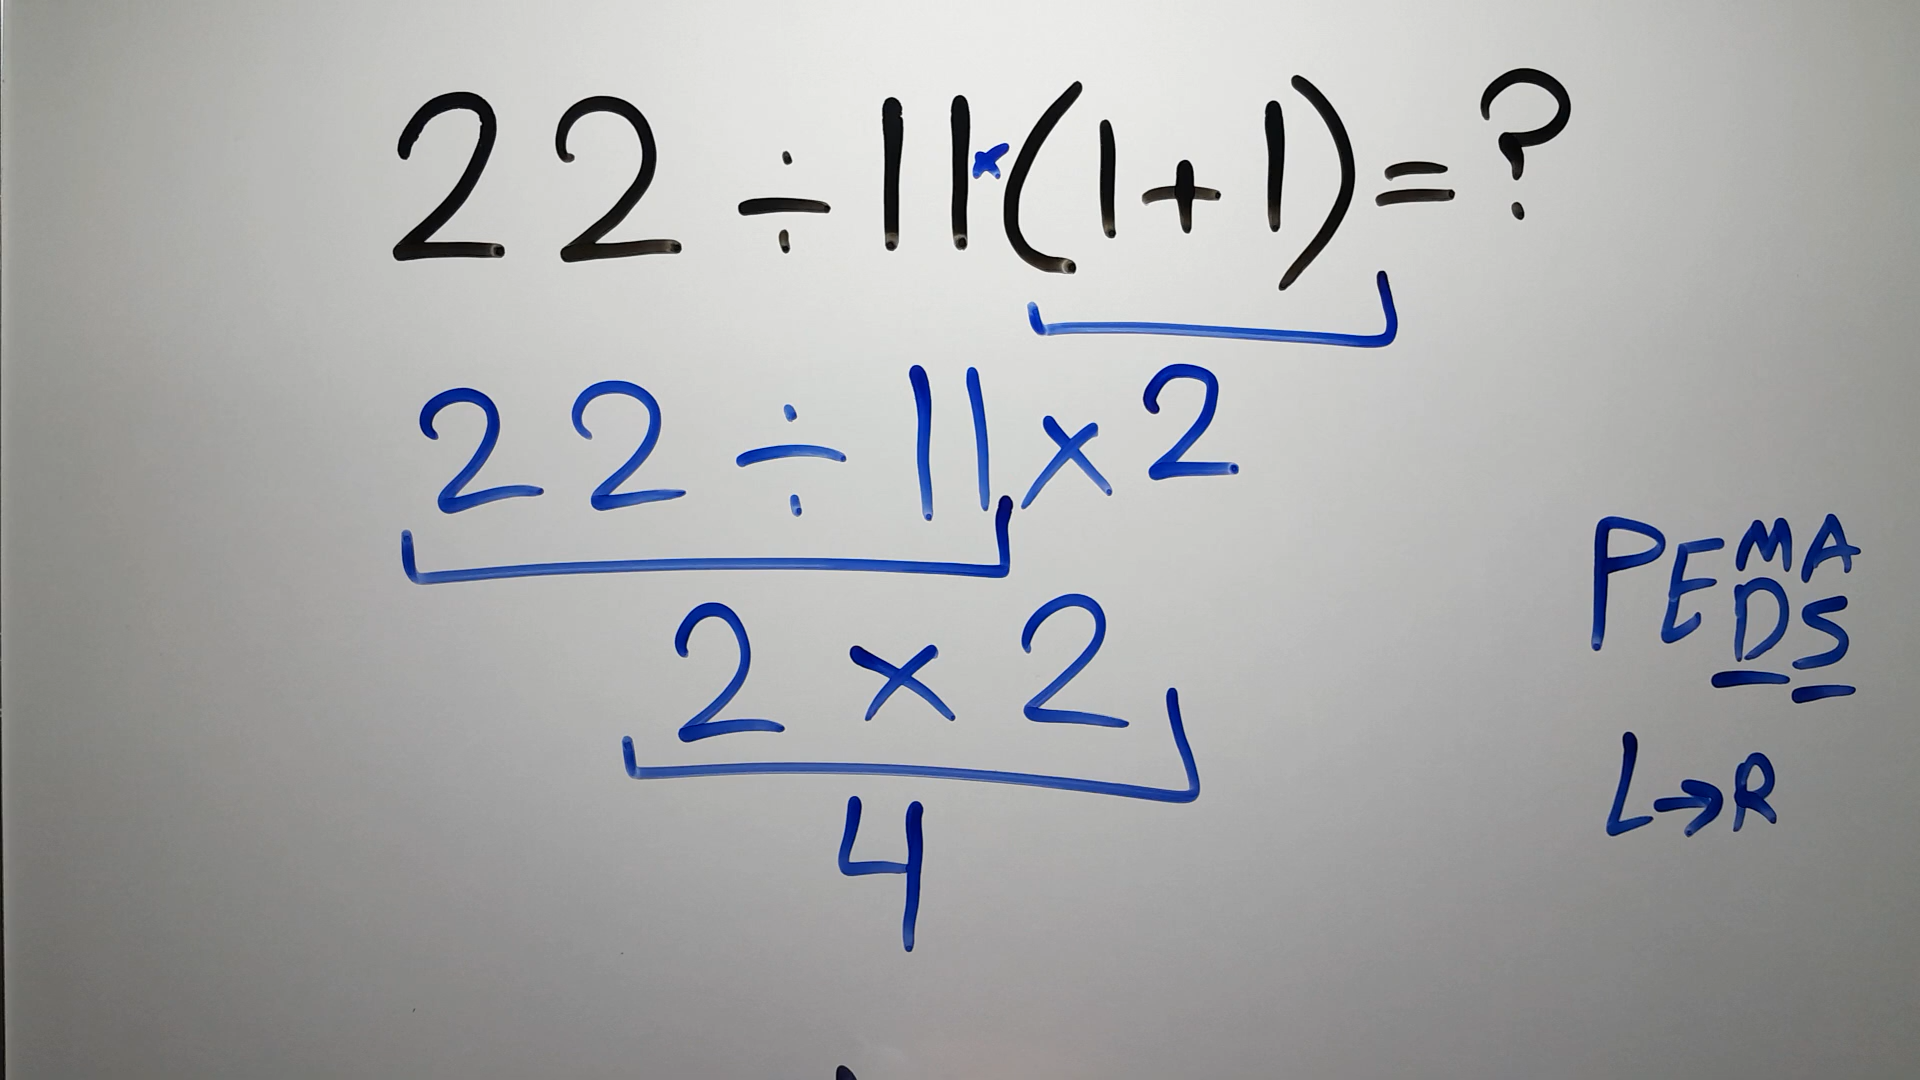 22 ÷ 11×(1+1)=?
22 ÷ 11 × 2
2 × 2
4
PEMA
DS
L→R